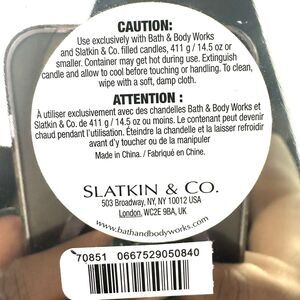 CAUTION:
Use exclusively with Bath & Body Works
and Slatkin & Co. filled candles, 411 g / 14.5 oz or
smaller. Container may get hot during use. Extinguish
candle and allow to cool before touching or handling. To clean,
wipe with a soft, damp cloth.
ATTENTION :
À utiliser exclusivement avec des chandelles Bath & Body Works et
Slatkin & Co. de 411 g / 14.5 oz ou moins. Le contenant peut devenir
chaud pendant l'utilisation. Éteindre la chandelle et la laisser refroidir
avant d'y toucher ou de la manipuler
Made in China. / Fabriqué en Chine.
SLATKIN & CO.
503 Broadway, NY, NY 10012 USA
London, WC2E 9BA, UK
www.bathandbodyworks.com
70851 0667529050840